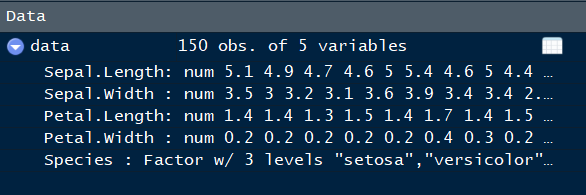 Data
data 150 obs. of 5 variables
Sepal.Length: num 5.1 4.9 4.7 4.6 5 5.4 4.6 5 4.4 …
Sepal.Width : num 3.5 3 3.2 3.1 3.6 3.9 3.4 3.4 2.…
Petal.Length: num 1.4 1.4 1.3 1.5 1.4 1.7 1.4 1.5 …
Petal.Width : num 0.2 0.2 0.2 0.2 0.2 0.4 0.3 0.2 …
Species : Factor w/ 3 levels "setosa","versicolor"…